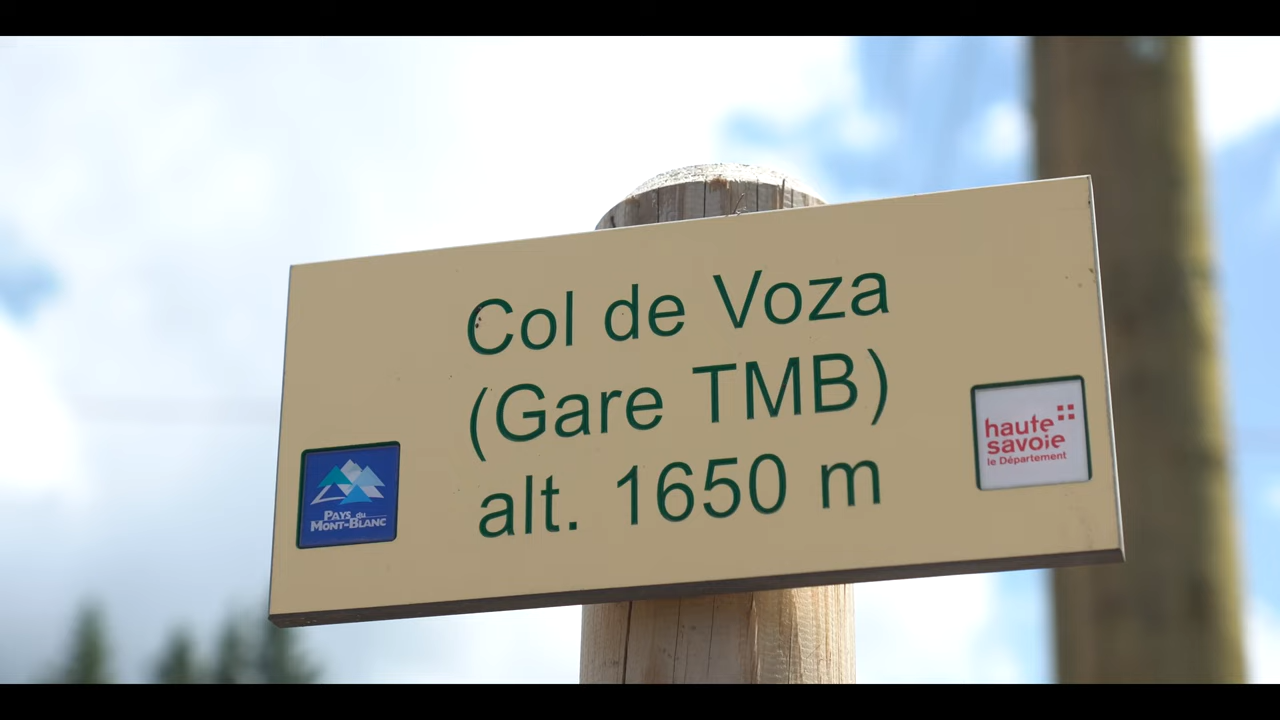 Col de Voza
(Gare TMB)
alt. 1650 m
PAYS du
MONT-BLANC
haute
savoie
le Département